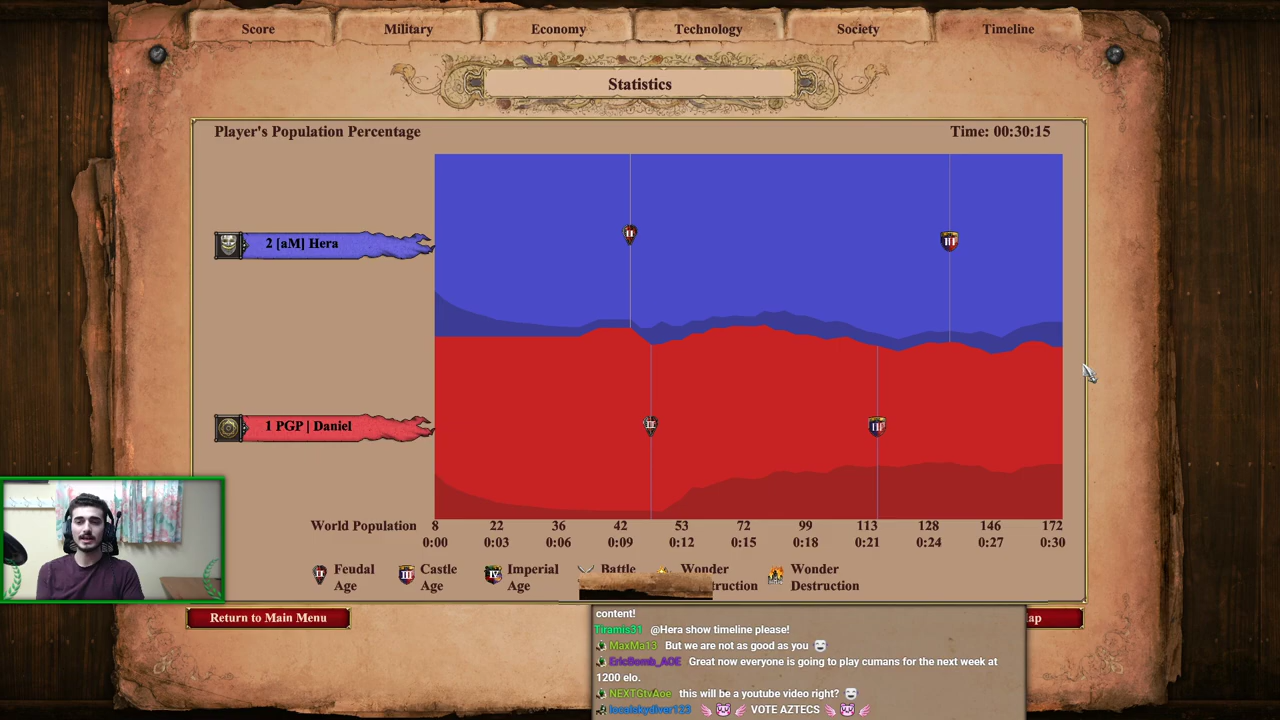 Score Military Economy Technology Society Timeline
Statistics
Player's Population Percentage Time: 00:30:15
2 [aM] Hera
1 PGP | Daniel
World Population 8 22 36 42 53 72 99 113 128 146 172
0:00 0:03 0:06 0:09 0:12 0:15 0:18 0:21 0:24 0:27 0:30
Feudal Age
Castle Age
Imperial Age
Battle
Wonder
Wonder Destruction
Return to Main Menu
content!
Tiramis31 @Hera show timeline please!
MaxMa13 But we are not as good as you
EricBomb_AOE Great now everyone is going to play cumans for the next week at
1200 elo.
NEXTGtvAoe this will be a youtube video right?
localskydiver123 VOTE AZTECS